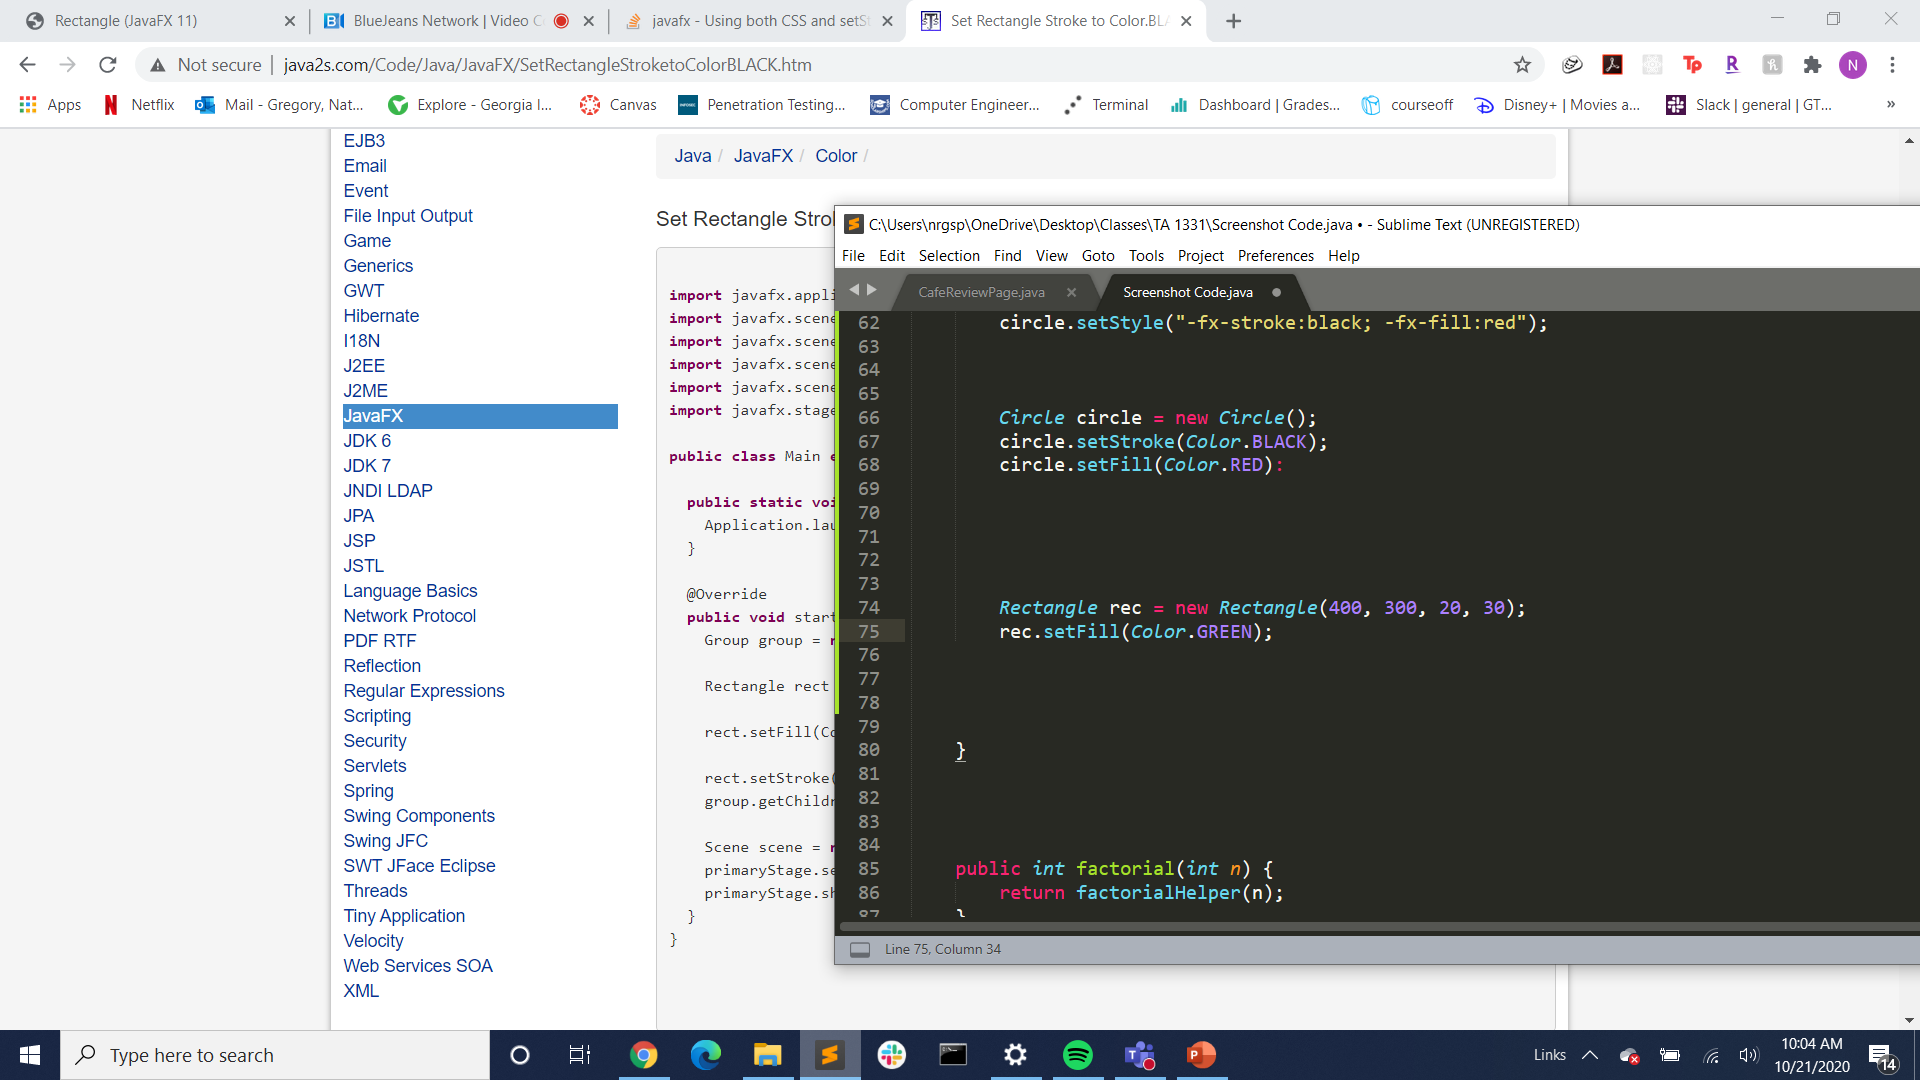 Rectangle (JavaFX 11)
BlueJeans Network | Video C
javafx - Using both CSS and setS
Set Rectangle Stroke to Color.BLA
Not secure
java2s.com/Code/Java/JavaFX/SetRectangleStroketoColorBLACK.htm
N
Apps
Netflix
Mail - Gregory, Nat...
Explore - Georgia I...
Canvas
Penetration Testing...
Computer Engineer...
Terminal
Dashboard | Grades...
courseoff
Disney+ | Movies a...
Slack | general | GT...
»
EJB3
Email
Event
File Input Output
Game
Generics
GWT
Hibernate
I18N
J2EE
J2ME
JavaFX
JDK 6
JDK 7
JNDI LDAP
JPA
JSP
JSTL
Language Basics
Network Protocol
PDF RTF
Reflection
Regular Expressions
Scripting
Security
Servlets
Spring
Swing Components
Swing JFC
SWT JFace Eclipse
Threads
Tiny Application
Velocity
Web Services SOA
XML
Java / JavaFX / Color /
Set Rectangle Strol
import javafx.appli
import javafx.scene
import javafx.scene
import javafx.scene
import javafx.scene
import javafx.stage
public class Main e
public static voi
Application.lau
}
@Override
public void start
Group group = n
Rectangle rect
rect.setFill(Co
rect.setStroke(
group.getChildr
Scene scene = n
primaryStage.se
primaryStage.sh
}
}
C:\Users\nrgsp\OneDrive\Desktop\Classes\TA 1331\Screenshot Code.java • - Sublime Text (UNREGISTERED)
File Edit Selection Find View Goto Tools Project Preferences Help
CafeReviewPage.java
Screenshot Code.java
62 circle.setStyle("-fx-stroke:black; -fx-fill:red");
63
64
65
66 Circle circle = new Circle();
67 circle.setStroke(Color.BLACK);
68 circle.setFill(Color.RED):
69
70
71
72
73
74 Rectangle rec = new Rectangle(400, 300, 20, 30);
75 rec.setFill(Color.GREEN);
76
77
78
79
80 }
81
82
83
84
85 public int factorial(int n) {
86 return factorialHelper(n);
87 }
Line 75, Column 34
Type here to search
Links
10:04 AM
10/21/2020
14